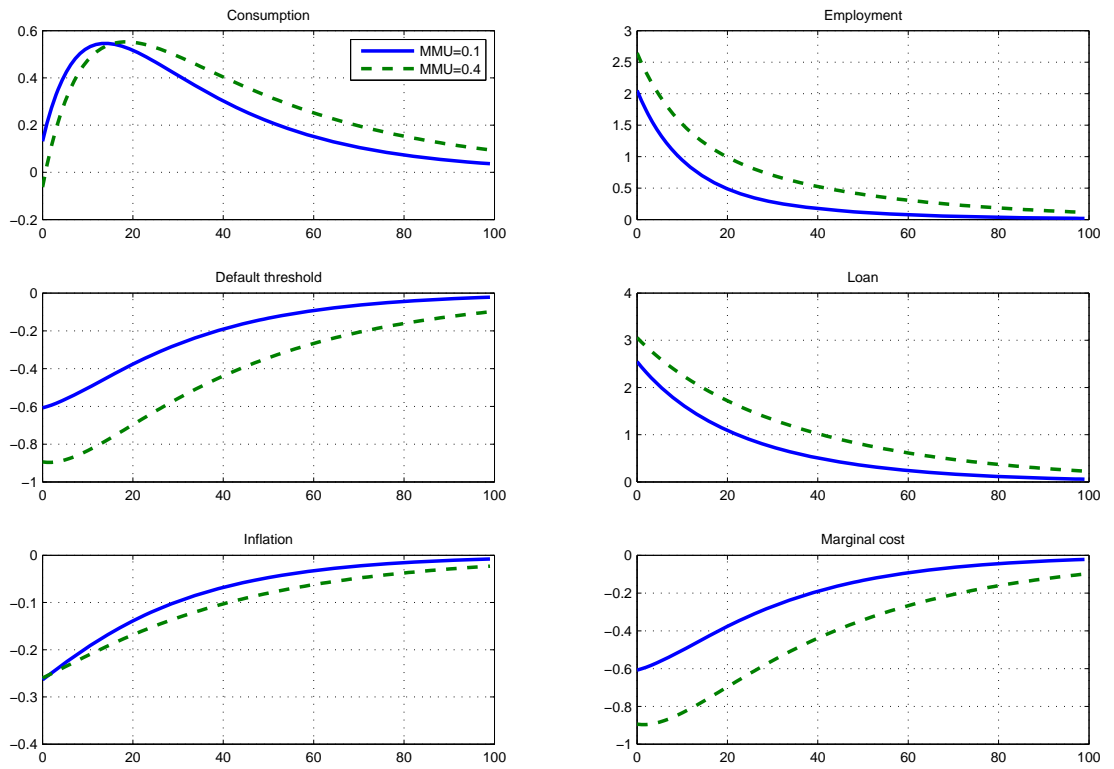 Consumption
0.6
0.4
0.2
0
−0.2
0 20 40 60 80 100
MMU=0.1
MMU=0.4
Employment
3
2.5
2
1.5
1
0.5
0
0 20 40 60 80 100
Default threshold
0
−0.2
−0.4
−0.6
−0.8
−1
0 20 40 60 80 100
Loan
4
3
2
1
0
0 20 40 60 80 100
Inflation
0
−0.1
−0.2
−0.3
−0.4
0 20 40 60 80 100
Marginal cost
0
−0.2
−0.4
−0.6
−0.8
−1
0 20 40 60 80 100